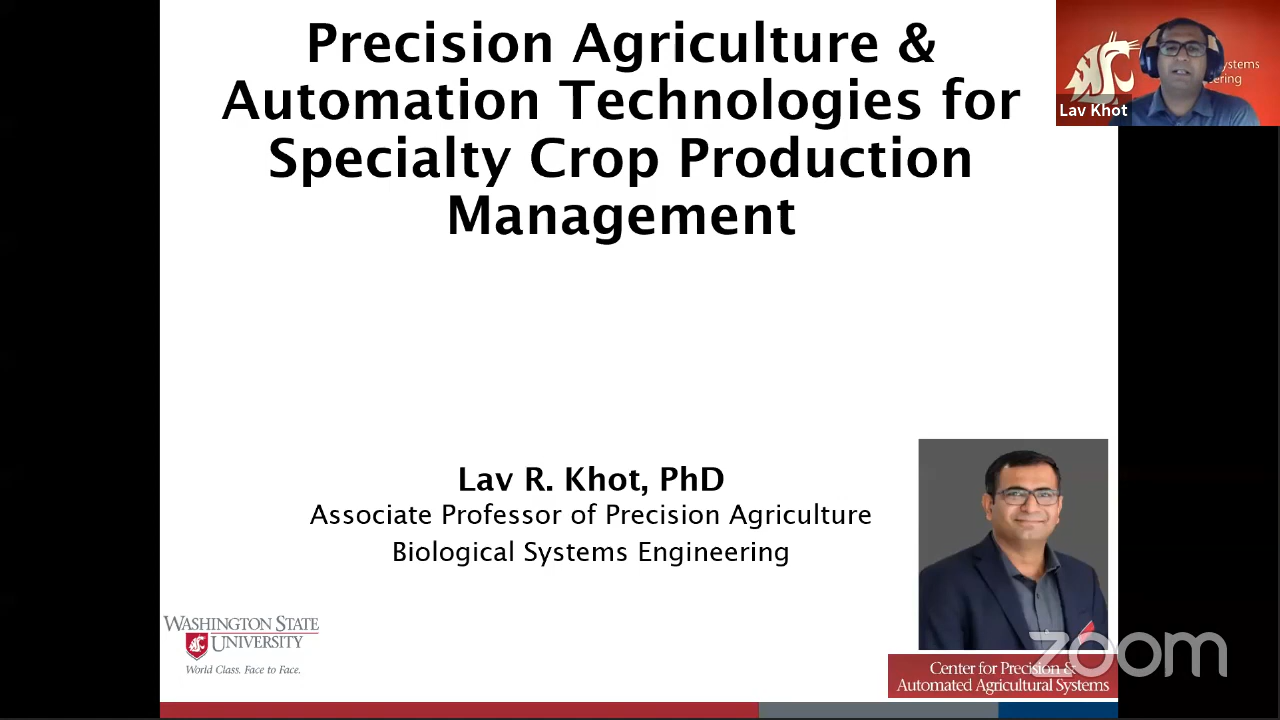 Precision Agriculture &
Automation Technologies for
Specialty Crop Production
Management
Lav Khot
Lav R. Khot, PhD
Associate Professor of Precision Agriculture
Biological Systems Engineering
WASHINGTON STATE
UNIVERSITY
World Class. Face to Face.
zoom
Center for Precision &
Automated Agricultural Systems